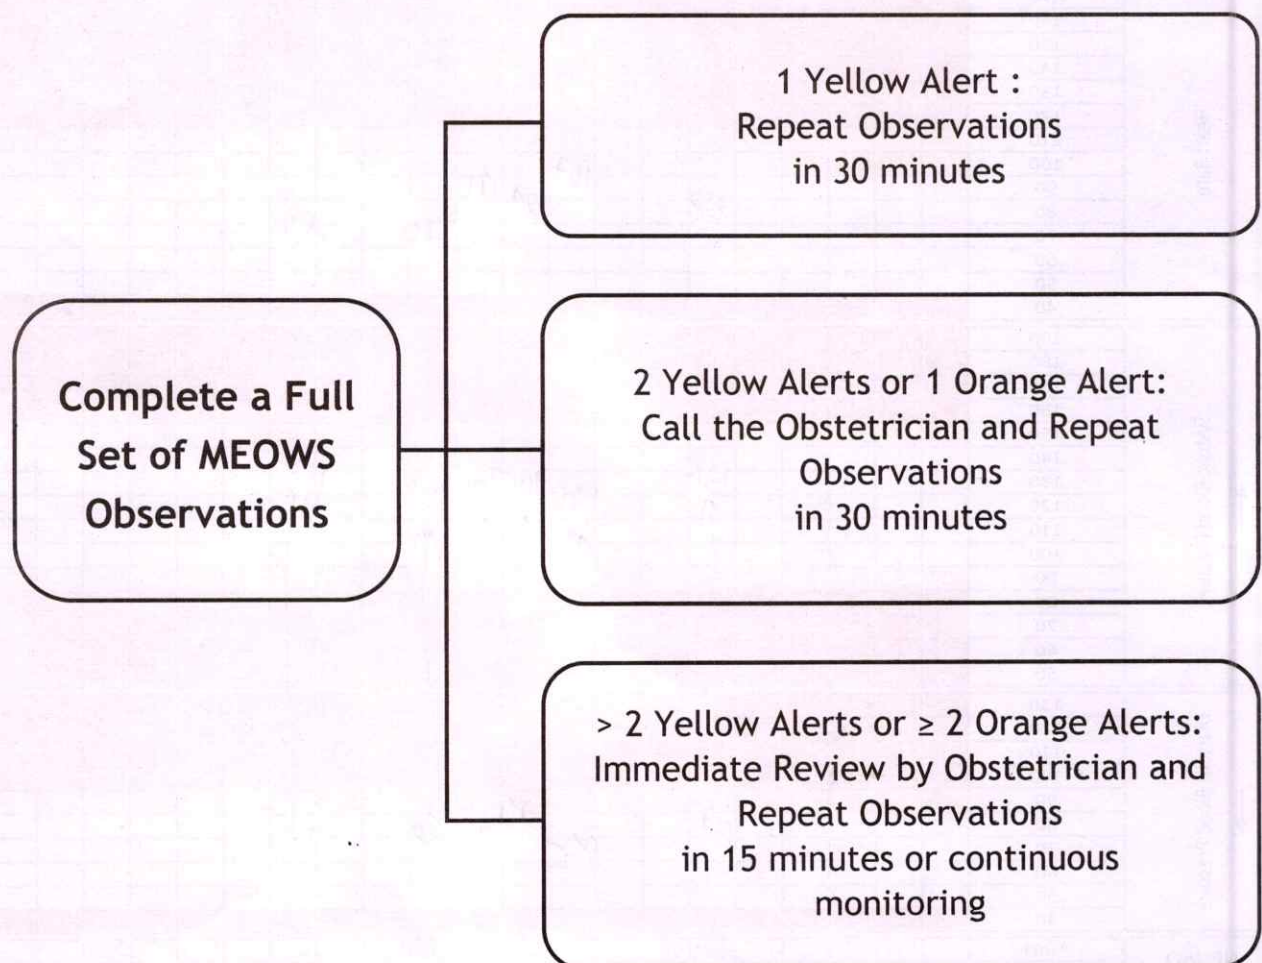 Complete a Full
Set of MEOWS
Observations
1 Yellow Alert :
Repeat Observations
in 30 minutes
2 Yellow Alerts or 1 Orange Alert:
Call the Obstetrician and Repeat
Observations
in 30 minutes
> 2 Yellow Alerts or ≥ 2 Orange Alerts:
Immediate Review by Obstetrician and
Repeat Observations
in 15 minutes or continuous
monitoring